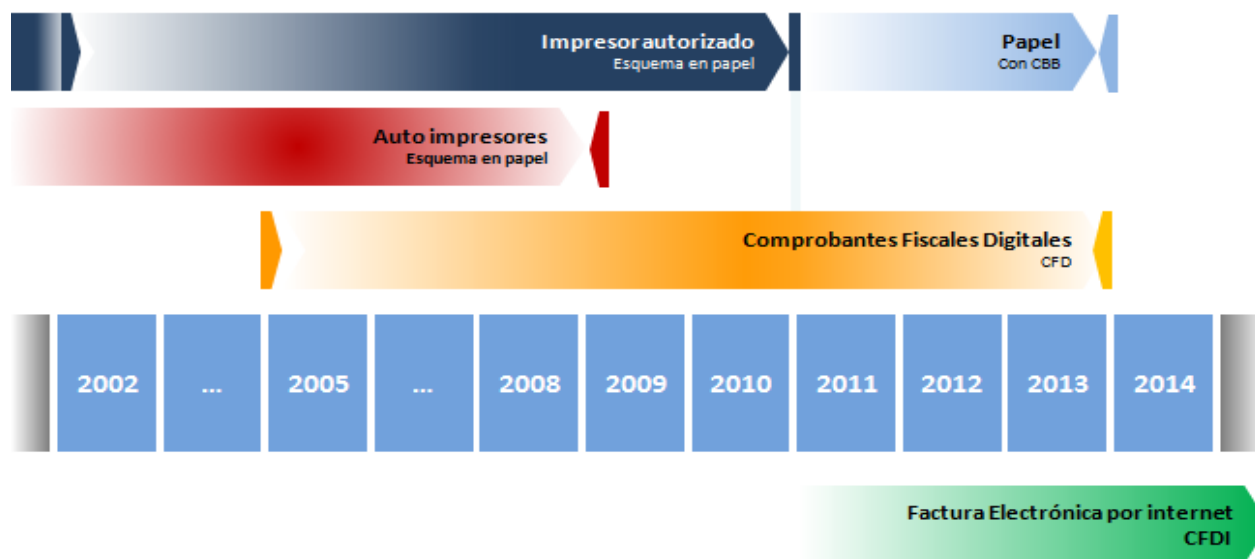 Impresor autorizado
Esquema en papel
Papel
Con CBB
Auto impresores
Esquema en papel
Comprobantes Fiscales Digitales
CFD
2002 ... 2005 ... 2008 2009 2010 2011 2012 2013 2014
Factura Electrónica por internet
CFDI